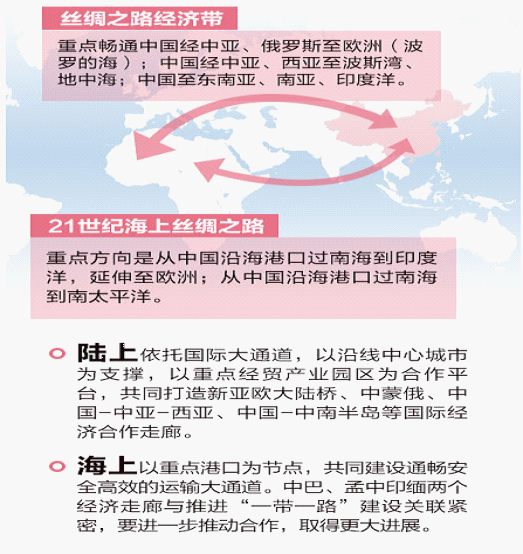 丝绸之路经济带
重点畅通中国经中亚、俄罗斯至欧洲（波
罗的海）；中国经中亚、西亚至波斯湾、
地中海；中国至东南亚、南亚、印度洋。
21世纪海上丝绸之路
重点方向是从中国沿海港口过南海到印度
洋，延伸至欧洲；从中国沿海港口过南海
到南太平洋。
陆上依托国际大通道，以沿线中心城市
为支撑，以重点经贸产业园区为合作平
台，共同打造新亚欧大陆桥、中蒙俄、中
国-中亚-西亚、中国-中南半岛等国际经
济合作走廊。
海上以重点港口为节点，共同建设通畅安
全高效的运输大通道。中巴、孟中印缅两个
经济走廊与推进“一带一路”建设关联紧
密，要进一步推动合作，取得更大进展。